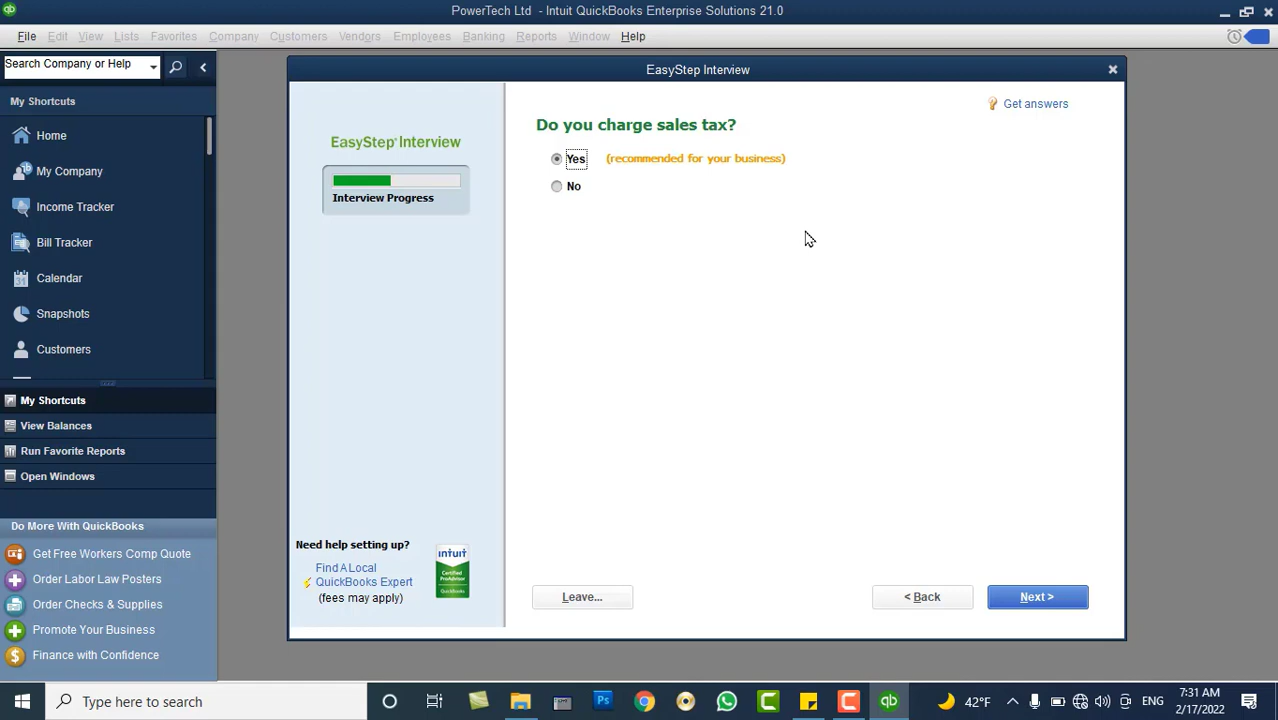 PowerTech Ltd - Intuit QuickBooks Enterprise Solutions 21.0
File Edit View Lists Favorites Company Customers Vendors Employees Banking Reports Window Help
Search Company or Help
My Shortcuts
Home
My Company
Income Tracker
Bill Tracker
Calendar
Snapshots
Customers
My Shortcuts
View Balances
Run Favorite Reports
Open Windows
Do More With QuickBooks
Get Free Workers Comp Quote
Order Labor Law Posters
Order Checks & Supplies
Promote Your Business
Finance with Confidence
EasyStep Interview
EasyStep Interview
Interview Progress
Need help setting up?
Find A Local
QuickBooks Expert
(fees may apply)
intuit
Certified
ProAdvisor
QuickBooks
Get answers
Do you charge sales tax?
Yes (recommended for your business)
No
Leave...
< Back
Next >
Type here to search
Ps
42°F
ENG
7:31 AM
2/17/2022